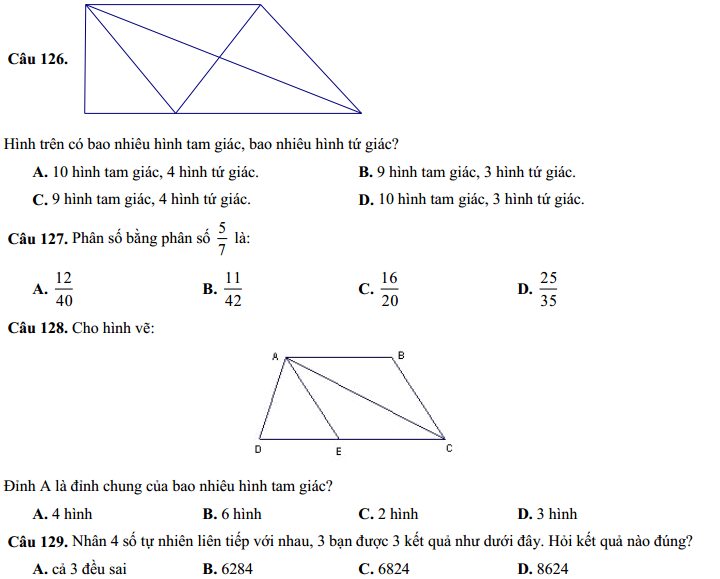 Câu 126.
Hình trên có bao nhiêu hình tam giác, bao nhiêu hình tứ giác?
A. 10 hình tam giác, 4 hình tứ giác. B. 9 hình tam giác, 3 hình tứ giác.
C. 9 hình tam giác, 4 hình tứ giác. D. 10 hình tam giác, 3 hình tứ giác.
Câu 127. Phân số bằng phân số 5/7 là:
A. 12/40 B. 11/42 C. 16/20 D. 25/35
Câu 128. Cho hình vẽ:
A B
D E C
Đỉnh A là đỉnh chung của bao nhiêu hình tam giác?
A. 4 hình B. 6 hình C. 2 hình D. 3 hình
Câu 129. Nhân 4 số tự nhiên liên tiếp với nhau, 3 bạn được 3 kết quả như dưới đây. Hỏi kết quả nào đúng?
A. cả 3 đều sai B. 6284 C. 6824 D. 8624